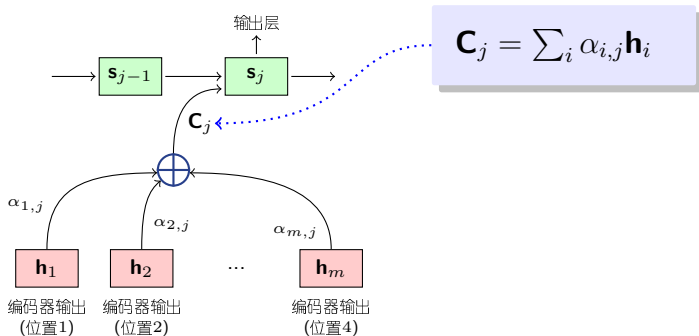 输出层
C_j = ∑_i α_{i,j} h_i
s_{j−1}
s_j
C_j
α_{1,j}
α_{2,j}
α_{m,j}
h_1
h_2
...
h_m
编码器输出
(位置1)
编码器输出
(位置2)
编码器输出
(位置4)